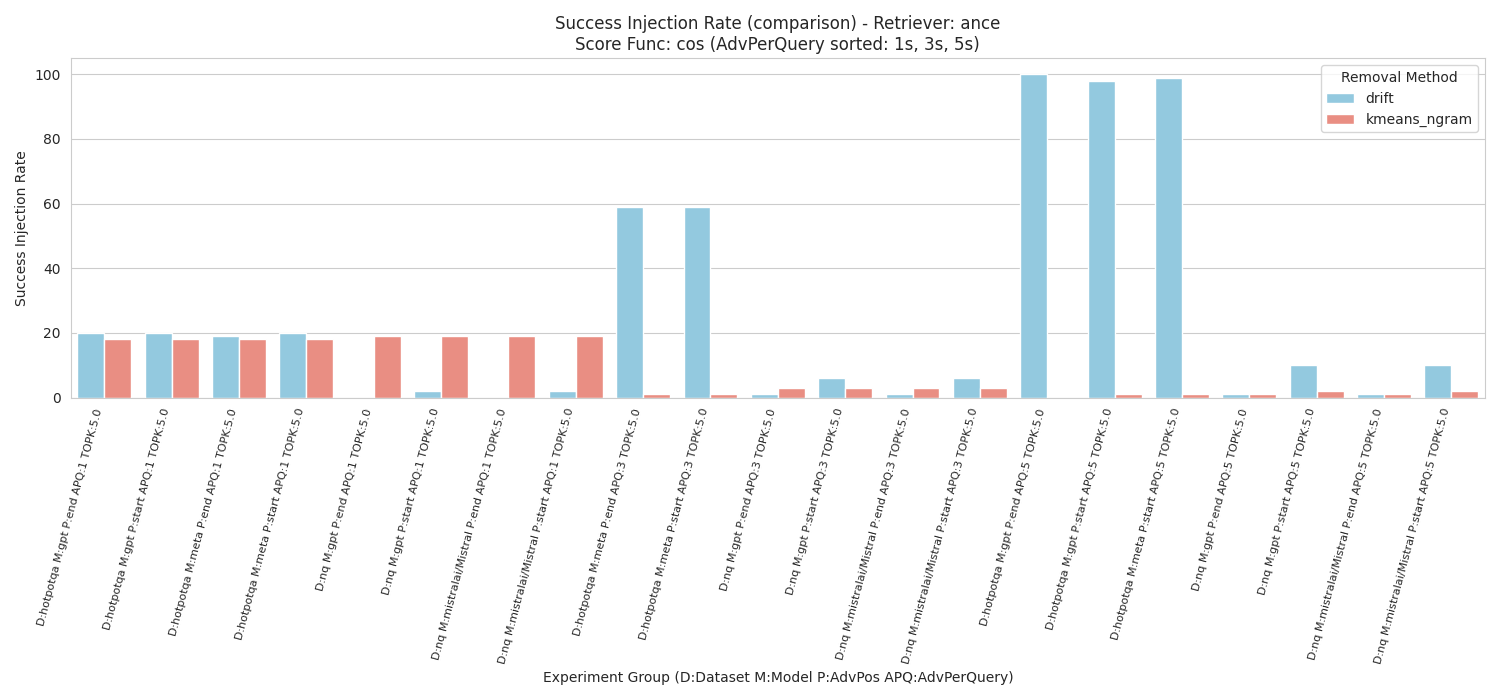 Success Injection Rate (comparison) - Retriever: ance
Score Func: cos (AdvPerQuery sorted: 1s, 3s, 5s)
Removal Method
drift
kmeans_ngram
Success Injection Rate
100
80
60
40
20
0
D:hotpotqa M:gpt P:end APQ:1 TOPK:5.0
D:hotpotqa M:gpt P:start APQ:1 TOPK:5.0
D:hotpotqa M:meta P:end APQ:1 TOPK:5.0
D:hotpotqa M:meta P:start APQ:1 TOPK:5.0
D:nq M:gpt P:end APQ:1 TOPK:5.0
D:nq M:gpt P:start APQ:1 TOPK:5.0
D:nq M:mistralai/Mistral P:end APQ:1 TOPK:5.0
D:nq M:mistralai/Mistral P:start APQ:1 TOPK:5.0
D:hotpotqa M:meta P:end APQ:3 TOPK:5.0
D:hotpotqa M:meta P:start APQ:3 TOPK:5.0
D:nq M:gpt P:end APQ:3 TOPK:5.0
D:nq M:gpt P:start APQ:3 TOPK:5.0
D:nq M:mistralai/Mistral P:end APQ:3 TOPK:5.0
D:nq M:mistralai/Mistral P:start APQ:3 TOPK:5.0
D:hotpotqa M:gpt P:end APQ:5 TOPK:5.0
D:hotpotqa M:gpt P:start APQ:5 TOPK:5.0
D:hotpotqa M:meta P:start APQ:5 TOPK:5.0
D:nq M:gpt P:end APQ:5 TOPK:5.0
D:nq M:gpt P:start APQ:5 TOPK:5.0
D:nq M:mistralai/Mistral P:end APQ:5 TOPK:5.0
D:nq M:mistralai/Mistral P:start APQ:5 TOPK:5.0
Experiment Group (D:Dataset M:Model P:AdvPos APQ:AdvPerQuery)